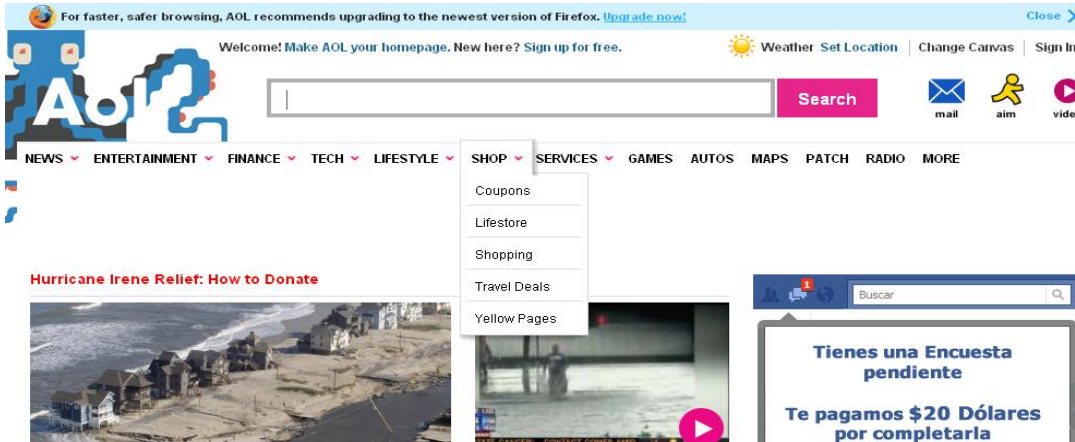 For faster, safer browsing, AOL recommends upgrading to the newest version of Firefox. Upgrade now! Close
Welcome! Make AOL your homepage. New here? Sign up for free. Weather Set Location Change Canvas Sign In
Aol
Search
mail aim vide
NEWS ENTERTAINMENT FINANCE TECH LIFESTYLE SHOP SERVICES GAMES AUTOS MAPS PATCH RADIO MORE
Coupons
Lifestore
Shopping
Travel Deals
Yellow Pages
Hurricane Irene Relief: How to Donate
1
Buscar
Tienes una Encuesta
pendiente
Te pagamos $20 Dólares
por completarla